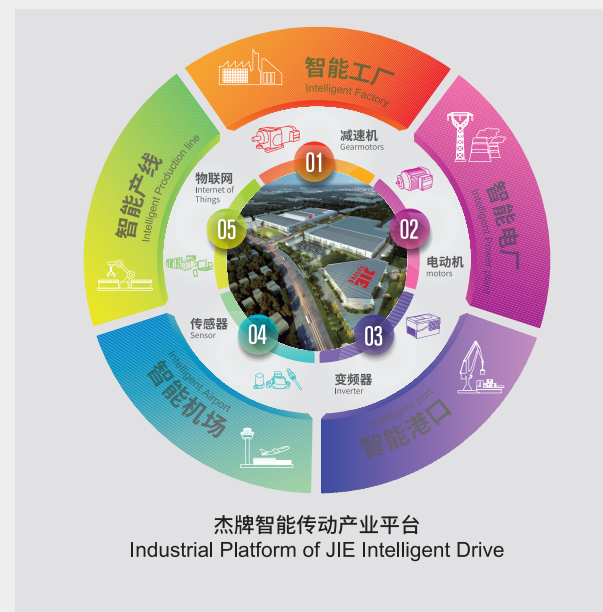 智能工厂
Intelligent Factory
智能电厂
Intelligent Power plant
智能港口
Intelligent port
智能机场
Intelligent Airport
智能产线
Intelligent Production line
01
减速机
Gearmotors
02
电动机
motors
03
变频器
Inverter
04
传感器
Sensor
05
物联网
Internet of
Things
JIE
DRIVE
杰牌智能传动产业平台
Industrial Platform of JIE Intelligent Drive